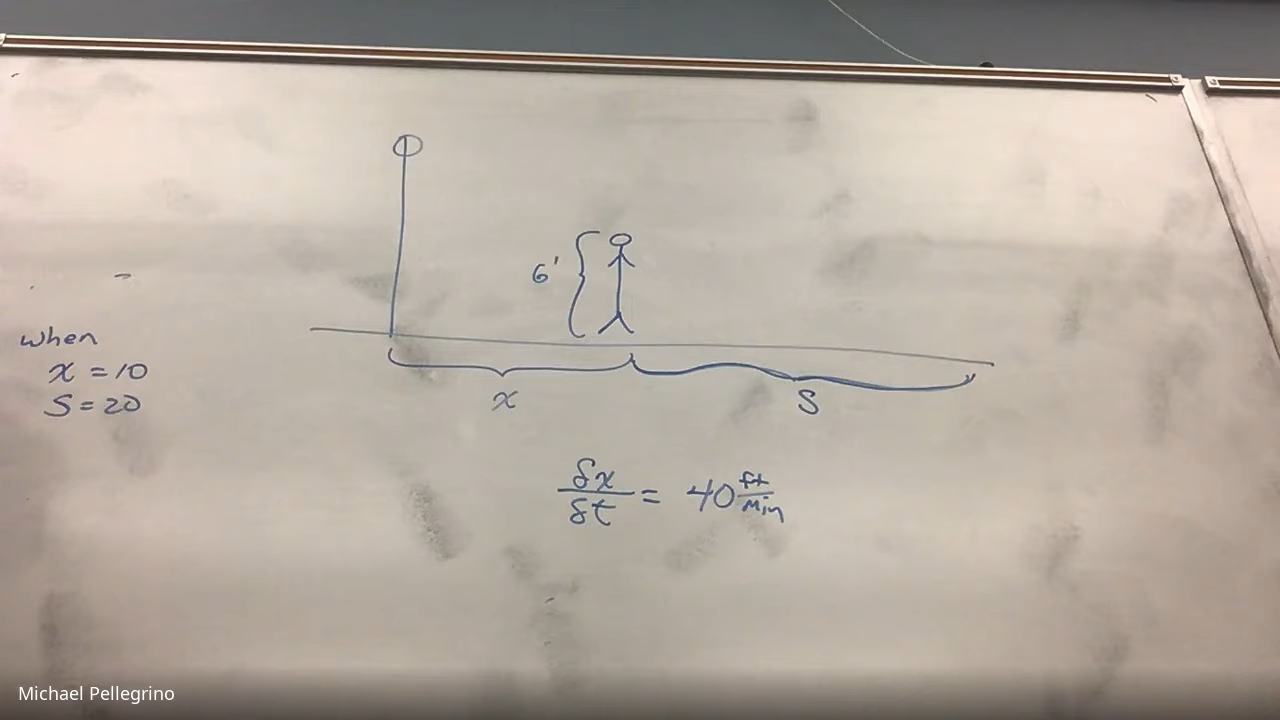 6'
when
x = 10
S = 20
x
S
δx/δt = 40 ft/min
Michael Pellegrino